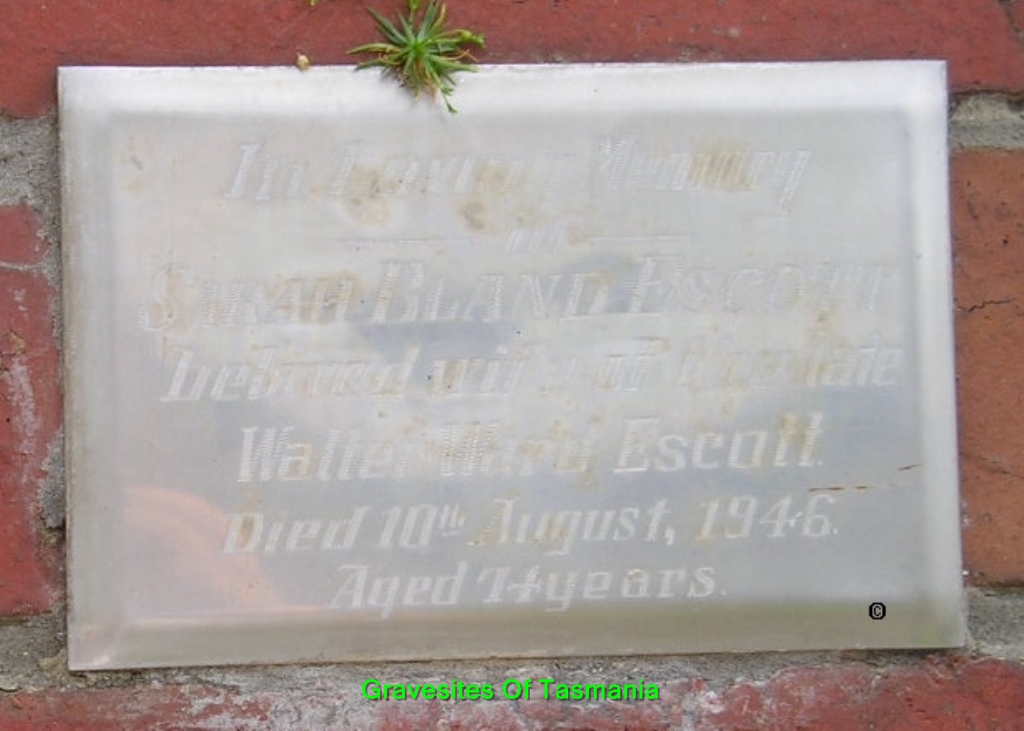 In Loving Memory
— of —
SARAH BLAND ESCOTT
beloved wife of the late
Walter Ward Escott.
Died 10th August, 1946.
Aged 74 years.
©
Gravesites Of Tasmania